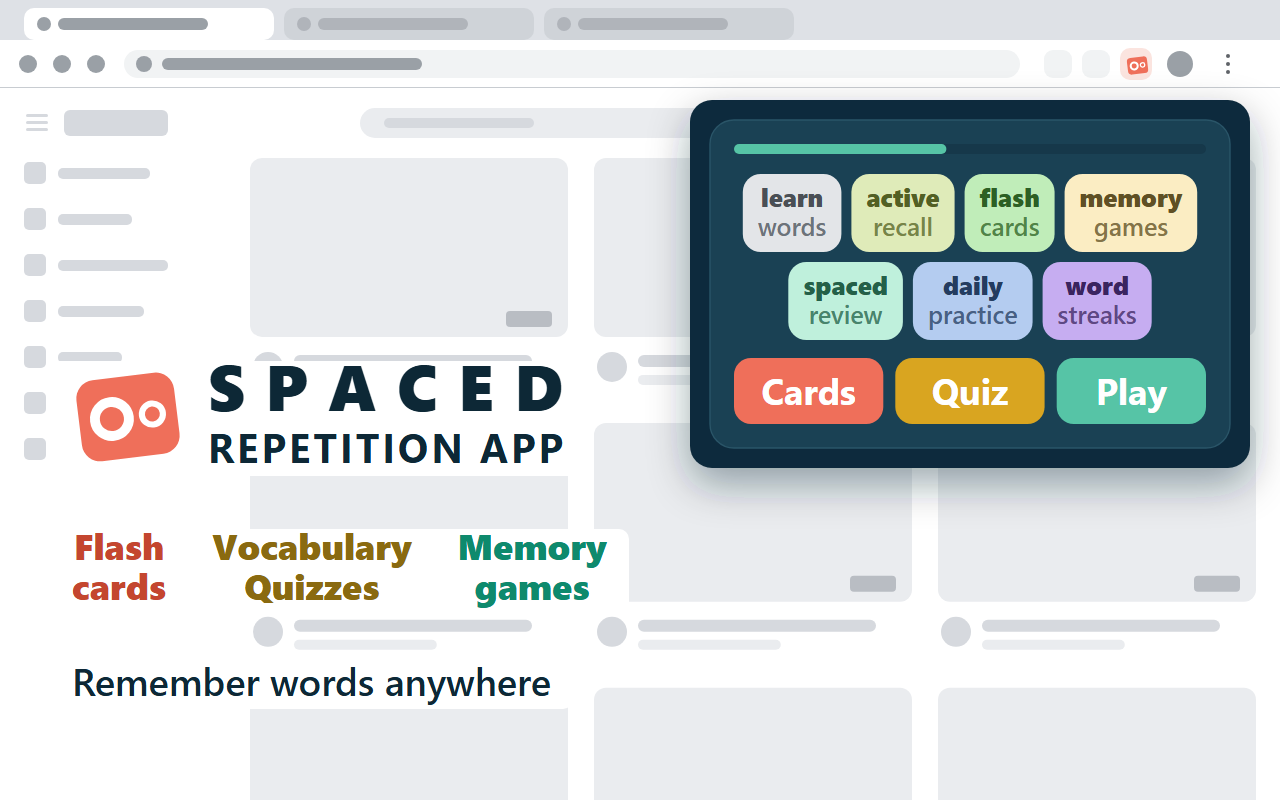 learn
words
active
recall
flash
cards
memory
games
spaced
review
daily
practice
word
streaks
Cards
Quiz
Play
SPACED
REPETITION APP
Flash
cards
Vocabulary
Quizzes
Memory
games
Remember words anywhere